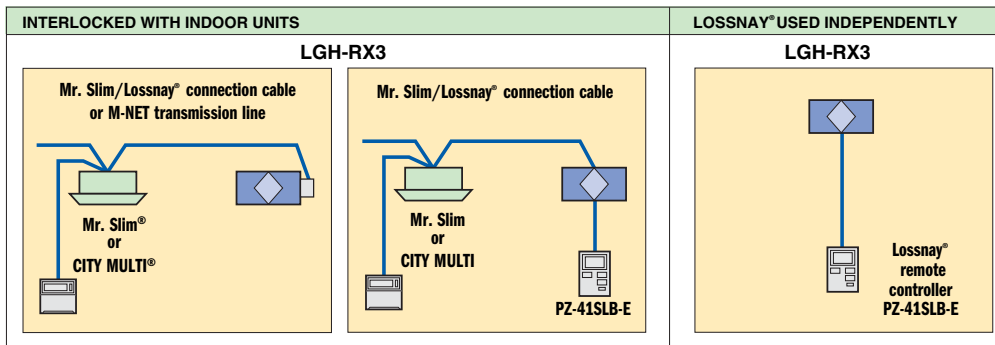 INTERLOCKED WITH INDOOR UNITS
LOSSNAY® USED INDEPENDENTLY
LGH-RX3
Mr. Slim/Lossnay® connection cable
or M-NET transmission line
Mr. Slim®
or
CITY MULTI®
Mr. Slim/Lossnay® connection cable
Mr. Slim
or
CITY MULTI
PZ-41SLB-E
LGH-RX3
Lossnay®
remote
controller
PZ-41SLB-E